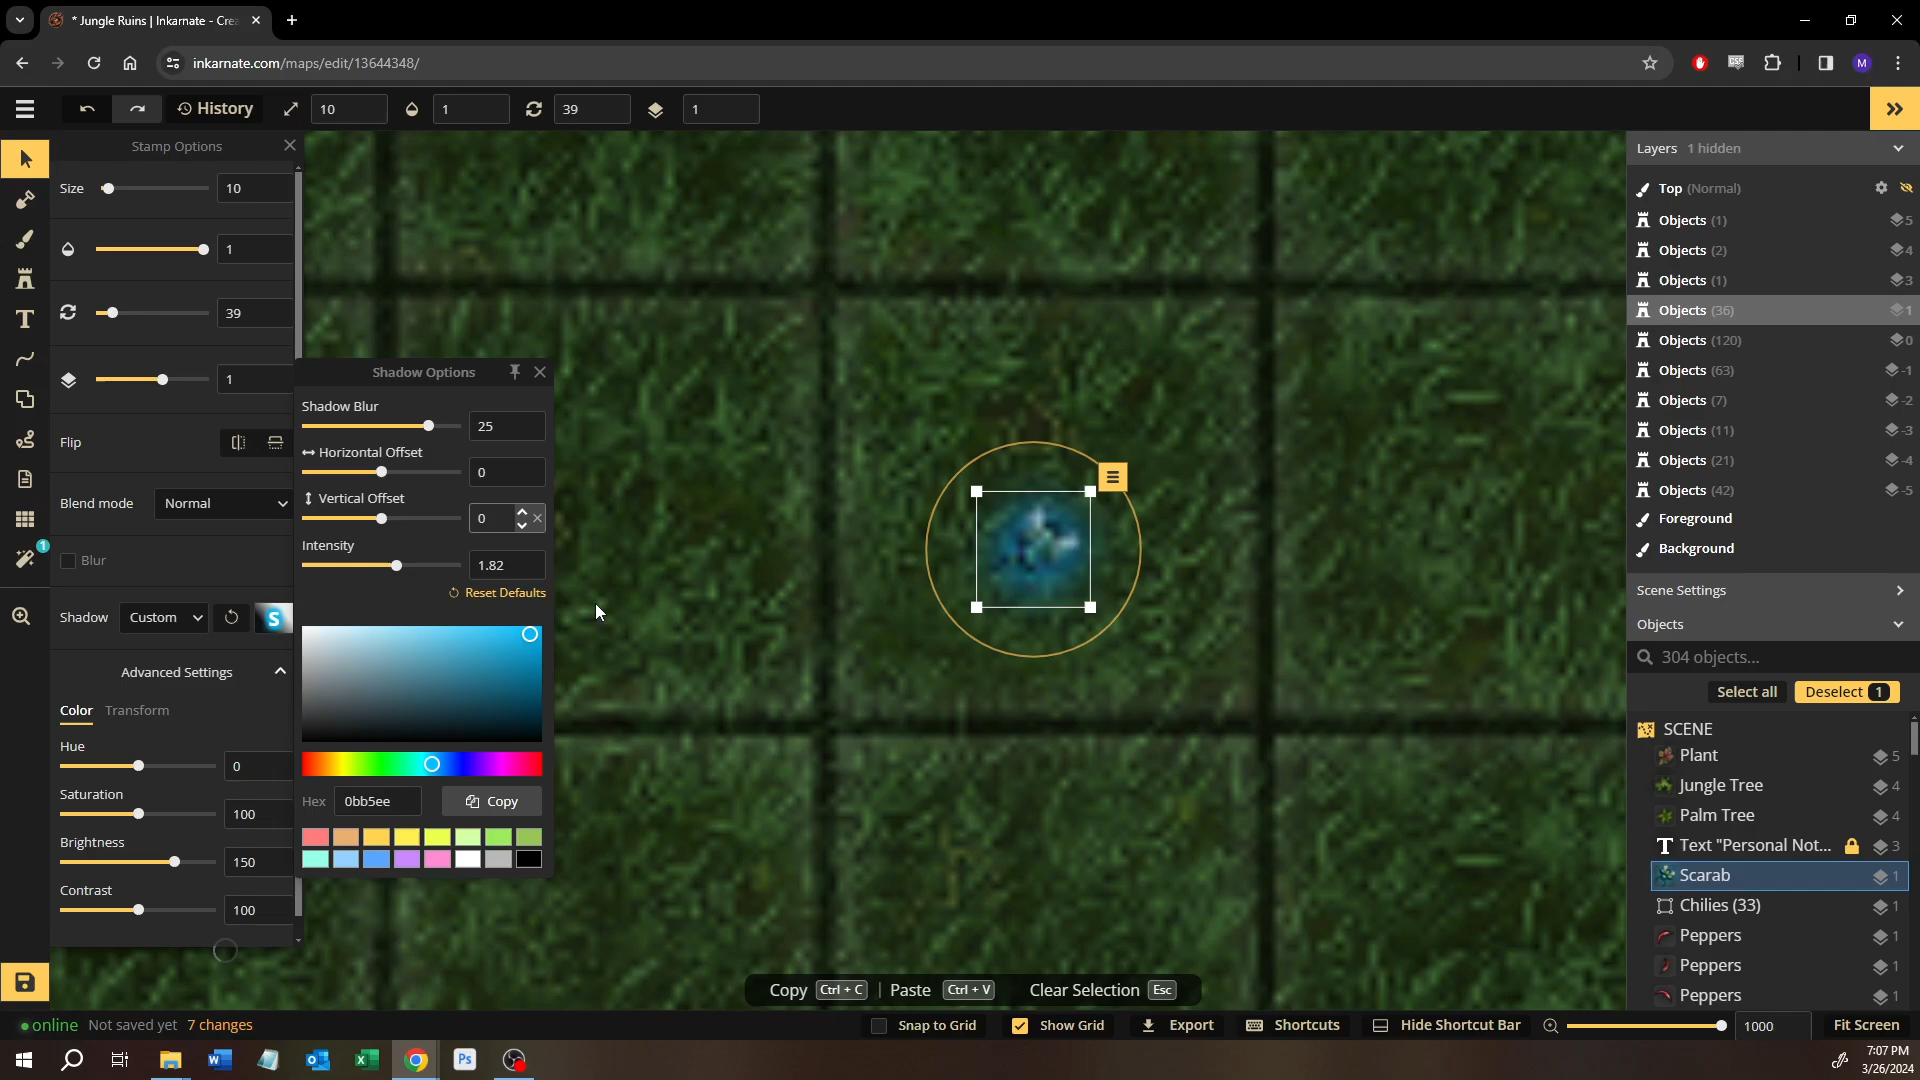 * Jungle Ruins | Inkarnate - Crea
inkarnate.com/maps/edit/13644348/
M
History 10 1 39 1
Stamp Options
Size 10
1
39
1
Flip
Blend mode Normal
Blur
Shadow Custom S
Advanced Settings
Color Transform
Hue
0
Saturation
100
Brightness
150
Contrast
100
1
Shadow Options
Shadow Blur
25
Horizontal Offset
0
Vertical Offset
0
Intensity
1.82
Reset Defaults
Hex 0bb5ee Copy
Layers 1 hidden
Top (Normal)
Objects (1) 5
Objects (2) 4
Objects (1) 3
Objects (36) 1
Objects (120) 0
Objects (63) -1
Objects (7) -2
Objects (11) -3
Objects (21) -4
Objects (42) -5
Foreground
Background
Scene Settings
Objects
304 objects...
Select all Deselect 1
SCENE
Plant 5
Jungle Tree 4
Palm Tree 4
Text "Personal Not... 3
Scarab 1
Chilies (33) 1
Peppers 1
Peppers 1
Peppers 1
Copy Ctrl + C | Paste Ctrl + V Clear Selection Esc
online Not saved yet 7 changes
Snap to Grid Show Grid Export Shortcuts Hide Shortcut Bar 1000 Fit Screen
Ps
7:07 PM
3/26/2024